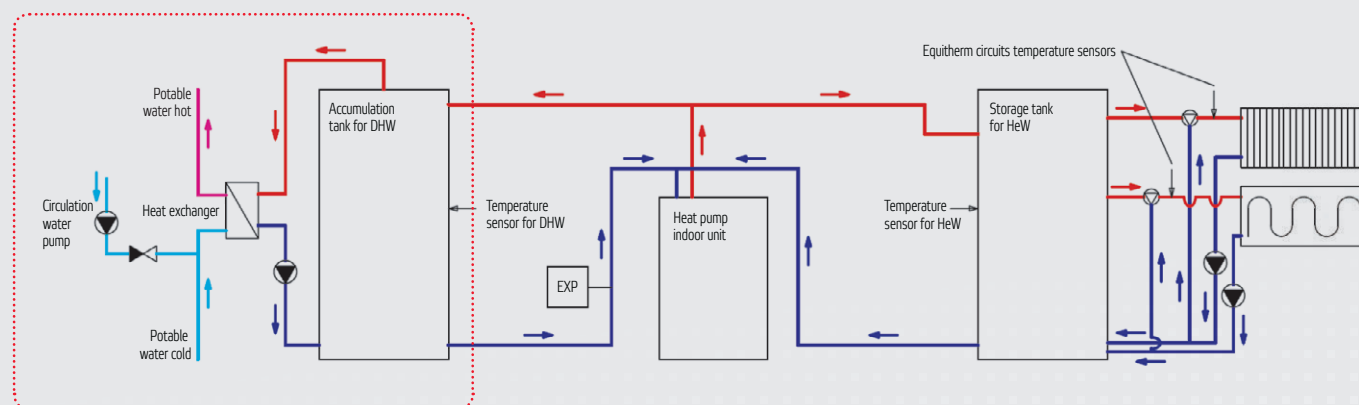 Equitherm circuits temperature sensors
Potable
water hot
Accumulation
tank for DHW
Storage tank
for HeW
Circulation
water
pump
Heat exchanger
Temperature
sensor for DHW
Heat pump
indoor unit
Temperature
sensor for HeW
EXP
Potable
water cold